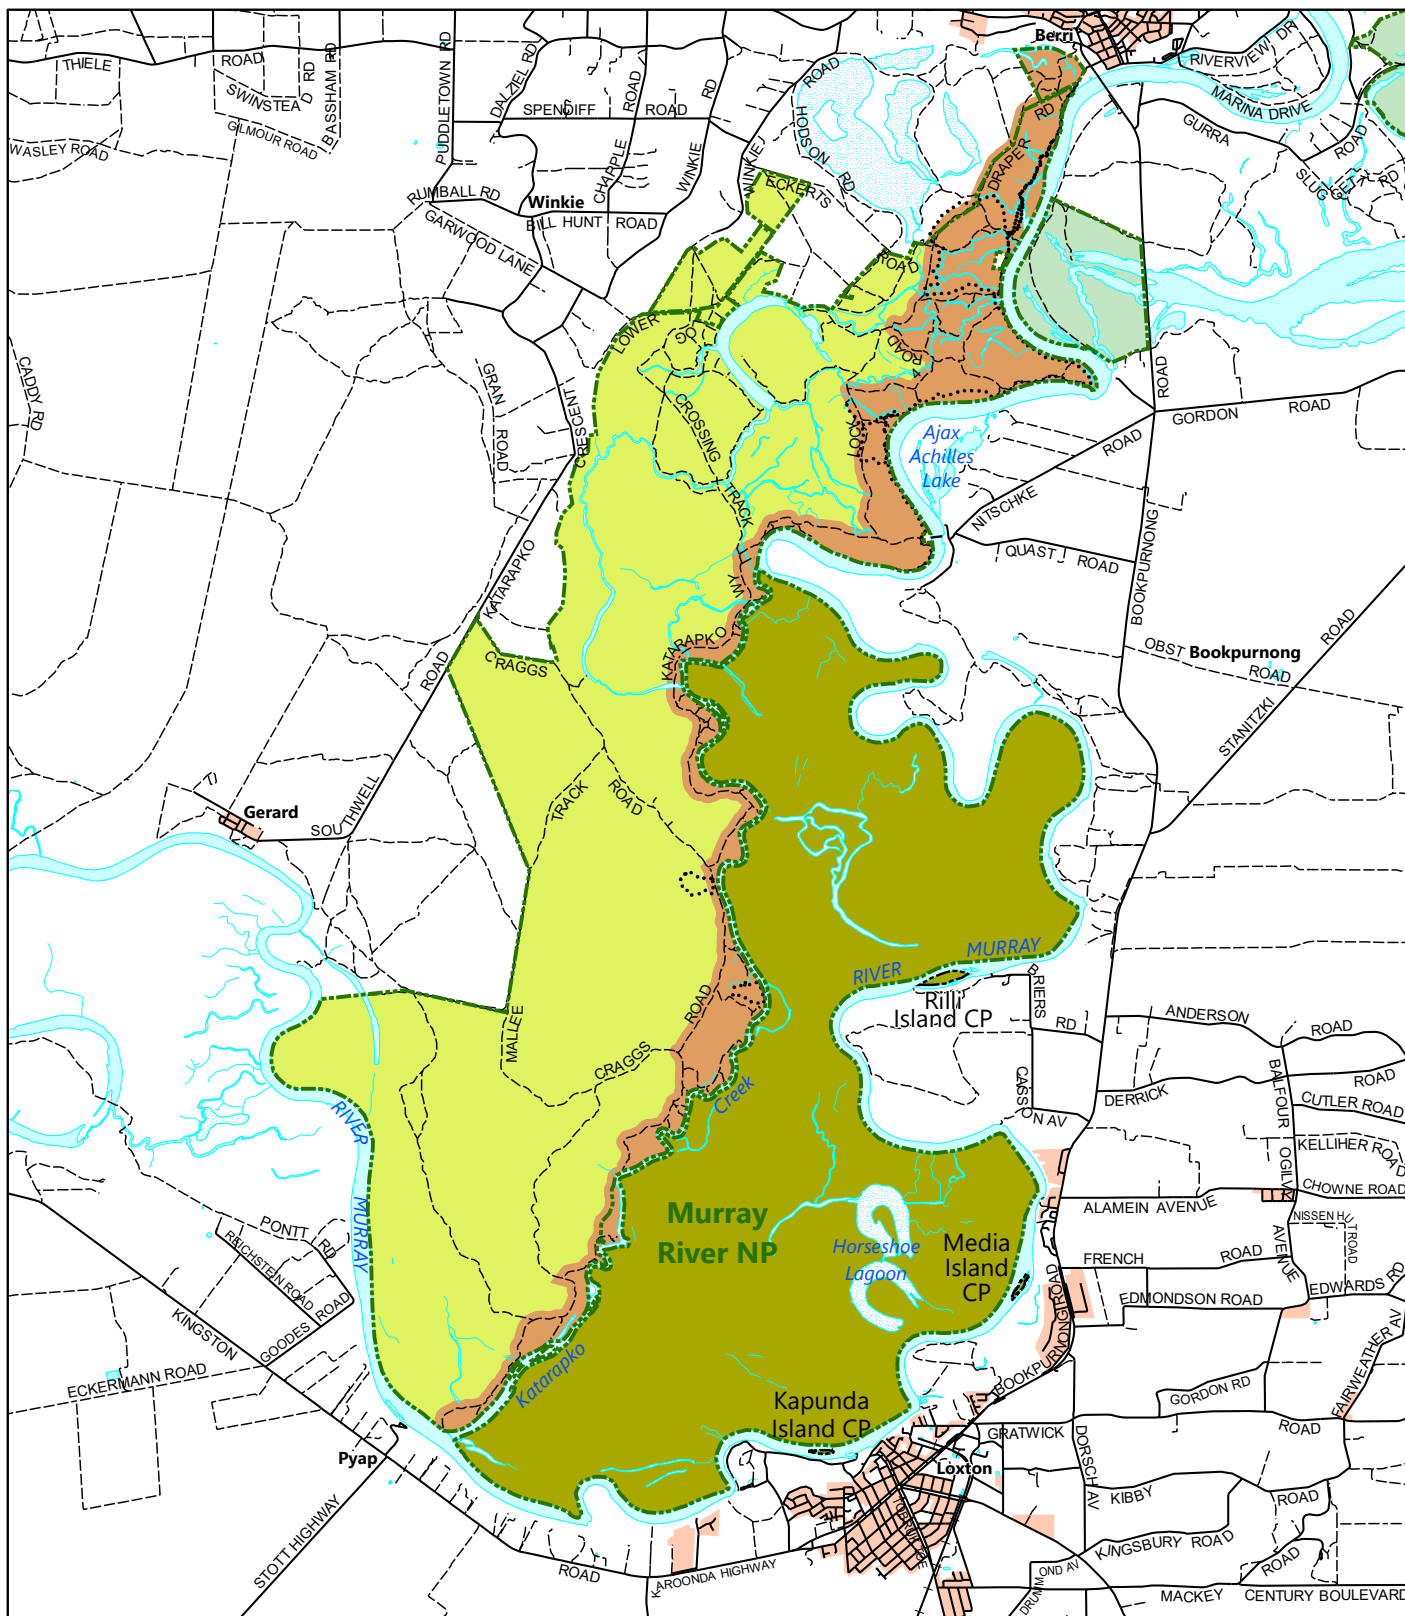 Berri
THIELE
ROAD
SWINSTEA
D RD
BASSHAM RD
GILMOUR ROAD
WASLEY ROAD
PUDDLETOWN RD
DALZIEL RD
SPENDIFF
ROAD
CHAPPLE
ROAD
WINKIE
RD
WINKIE
ROAD
HODSON RD
ECKERTS
ROAD
DRAPER
RD
RIVERVIEW DR
MARINA DRIVE
GURRA
ROAD
RUMBALL RD
Winkie
BILL HUNT ROAD
GARWOOD LANE
LOWER
CRESCENT
CADDY RD
GRAN
ROAD
CROSSING
TRACK
ROAD
LOCK
Ajax
Achilles
Lake
ROAD
GORDON
ROAD
NITSCHKE
ROAD
QUAST
ROAD
BOOKPURNONG
OBST
ROAD
Bookpurnong
STANITZKI
ROAD
KATARAPKO
WY
KATARAPKO
CRAGGS
ROAD
TRACK
ROAD
SOUTHWELL
Gerard
RIVER
MURRAY
Rilli
Island CP
BRIERS
RD
ANDERSON
ROAD
MALLEE
ROAD
CRAGGS
Creek
CASSON AV
DERRICK
ROAD
BALFOUR
OGILVY
AVENUE
CUTLER ROAD
KELLIHER ROAD
CHOWNE ROAD
ALAMEIN AVENUE
NISSEN HUT ROAD
FRENCH
ROAD
EDMONDSON ROAD
EDWARDS RD
FAIRWEATHER AV
RIVER
MURRAY
PONTT
RD
REICHSTEIN ROAD
GOODES ROAD
KINGSTON
ROAD
ECKERMANN ROAD
Murray
River NP
Horseshoe
Lagoon
Media
Island
CP
BOOKPURNONG
ROAD
Katarapko
Kapunda
Island CP
GORDON RD
GRATWICK
ROAD
DORSCH AV
Loxton
Pyap
STOTT HIGHWAY
KAROONDA HIGHWAY
KIBBY
ROAD
KINGSBURY ROAD
ROAD
DRUMM
OND AV
MACKEY
CENTURY BOULEVARD